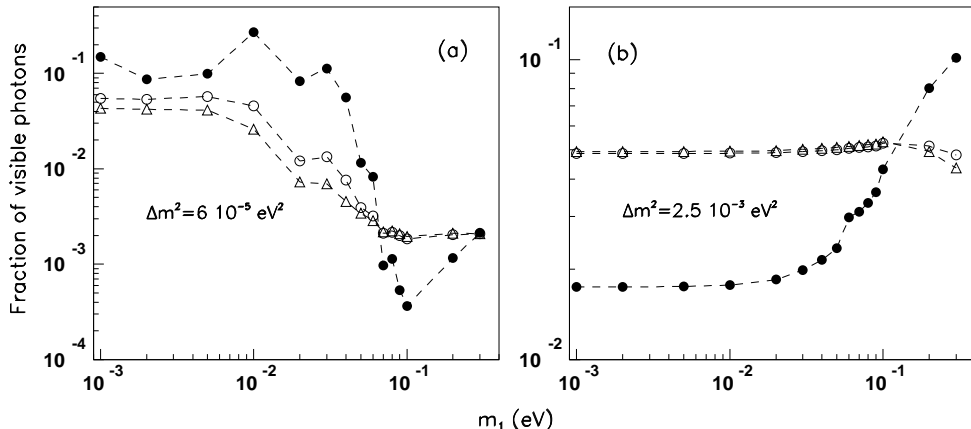 Fraction of visible photons
10⁻¹
10⁻²
10⁻³
10⁻⁴
(a)
Δm²=6 10⁻⁵ eV²
10⁻³
10⁻²
10⁻¹
10⁻¹
10⁻²
(b)
Δm²=2.5 10⁻³ eV²
10⁻³
10⁻²
10⁻¹
m₁ (eV)